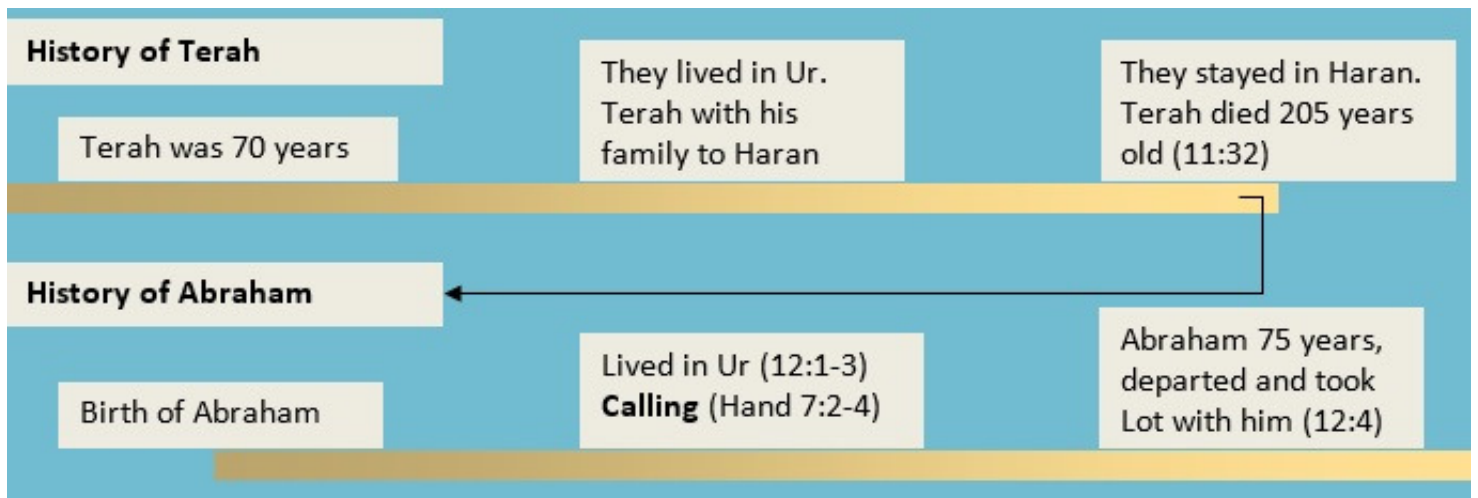 History of Terah
Terah was 70 years
They lived in Ur.
Terah with his
family to Haran
They stayed in Haran.
Terah died 205 years
old (11:32)
History of Abraham
Birth of Abraham
Lived in Ur (12:1-3)
Calling (Hand 7:2-4)
Abraham 75 years,
departed and took
Lot with him (12:4)